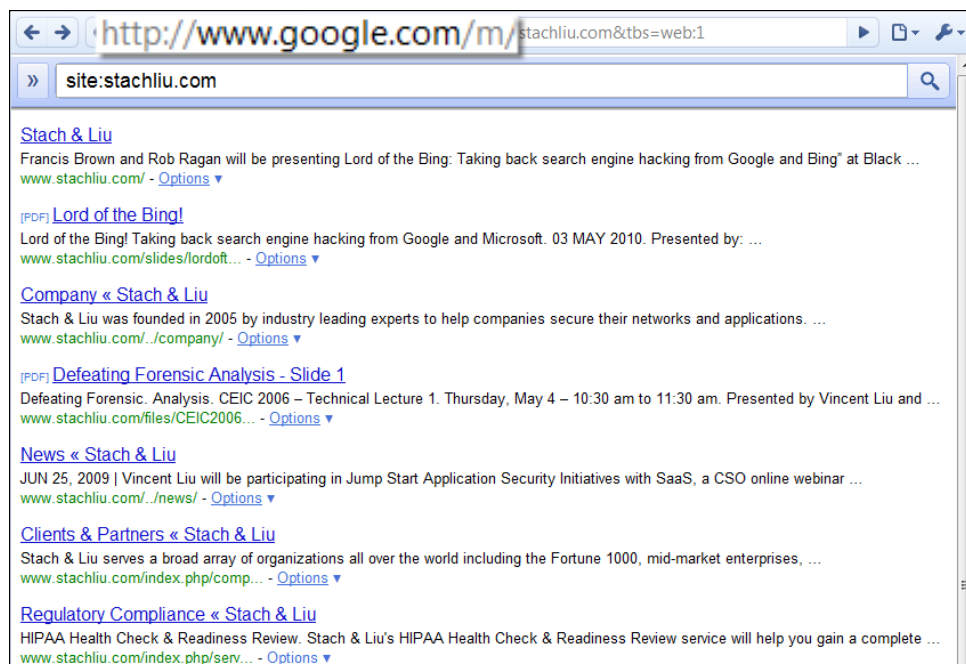 http://www.google.com/m/stachliu.com&tbs=web:1
» site:stachliu.com
Stach & Liu
Francis Brown and Rob Ragan will be presenting Lord of the Bing: Taking back search engine hacking from Google and Bing" at Black ...
www.stachliu.com/ - Options ▼
[PDF] Lord of the Bing!
Lord of the Bing! Taking back search engine hacking from Google and Microsoft. 03 MAY 2010. Presented by: ...
www.stachliu.com/slides/lordoft... - Options ▼
Company « Stach & Liu
Stach & Liu was founded in 2005 by industry leading experts to help companies secure their networks and applications. ...
www.stachliu.com/../company/ - Options ▼
[PDF] Defeating Forensic Analysis - Slide 1
Defeating Forensic. Analysis. CEIC 2006 – Technical Lecture 1. Thursday, May 4 – 10:30 am to 11:30 am. Presented by Vincent Liu and ...
www.stachliu.com/files/CEIC2006... - Options ▼
News « Stach & Liu
JUN 25, 2009 | Vincent Liu will be participating in Jump Start Application Security Initiatives with SaaS, a CSO online webinar ...
www.stachliu.com/../news/ - Options ▼
Clients & Partners « Stach & Liu
Stach & Liu serves a broad array of organizations all over the world including the Fortune 1000, mid-market enterprises, ...
www.stachliu.com/index.php/comp... - Options ▼
Regulatory Compliance « Stach & Liu
HIPAA Health Check & Readiness Review. Stach & Liu's HIPAA Health Check & Readiness Review service will help you gain a complete ...
www.stachliu.com/index.php/serv... - Options ▼